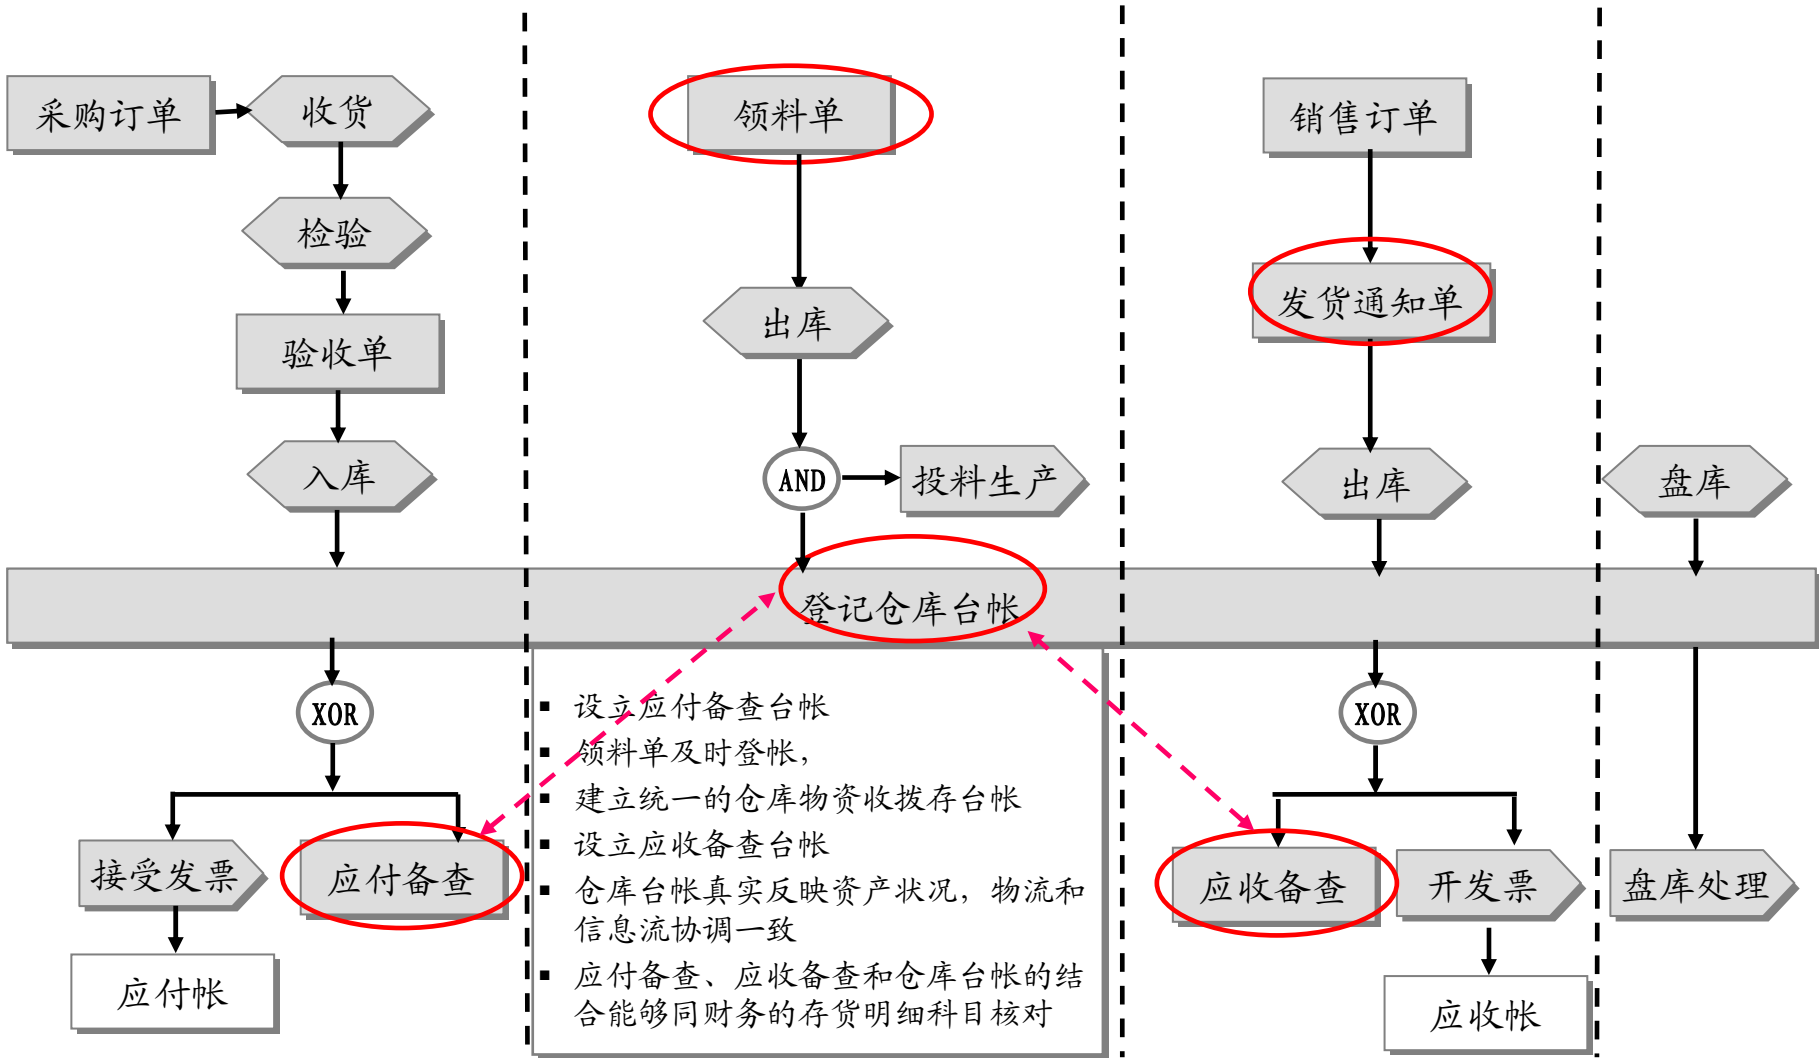 采购订单
收货
检验
验收单
入库
领料单
出库
AND
投料生产
销售订单
发货通知单
出库
盘库
登记仓库台帐
XOR
接受发票
应付备查
应付帐
▪ 设立应付备查台帐
▪ 领料单及时登帐，
▪ 建立统一的仓库物资收拨存台帐
▪ 设立应收备查台帐
▪ 仓库台帐真实反映资产状况，物流和
信息流协调一致
▪ 应付备查、应收备查和仓库台帐的结
合能够同财务的存货明细科目核对
XOR
应收备查
开发票
应收帐
盘库处理